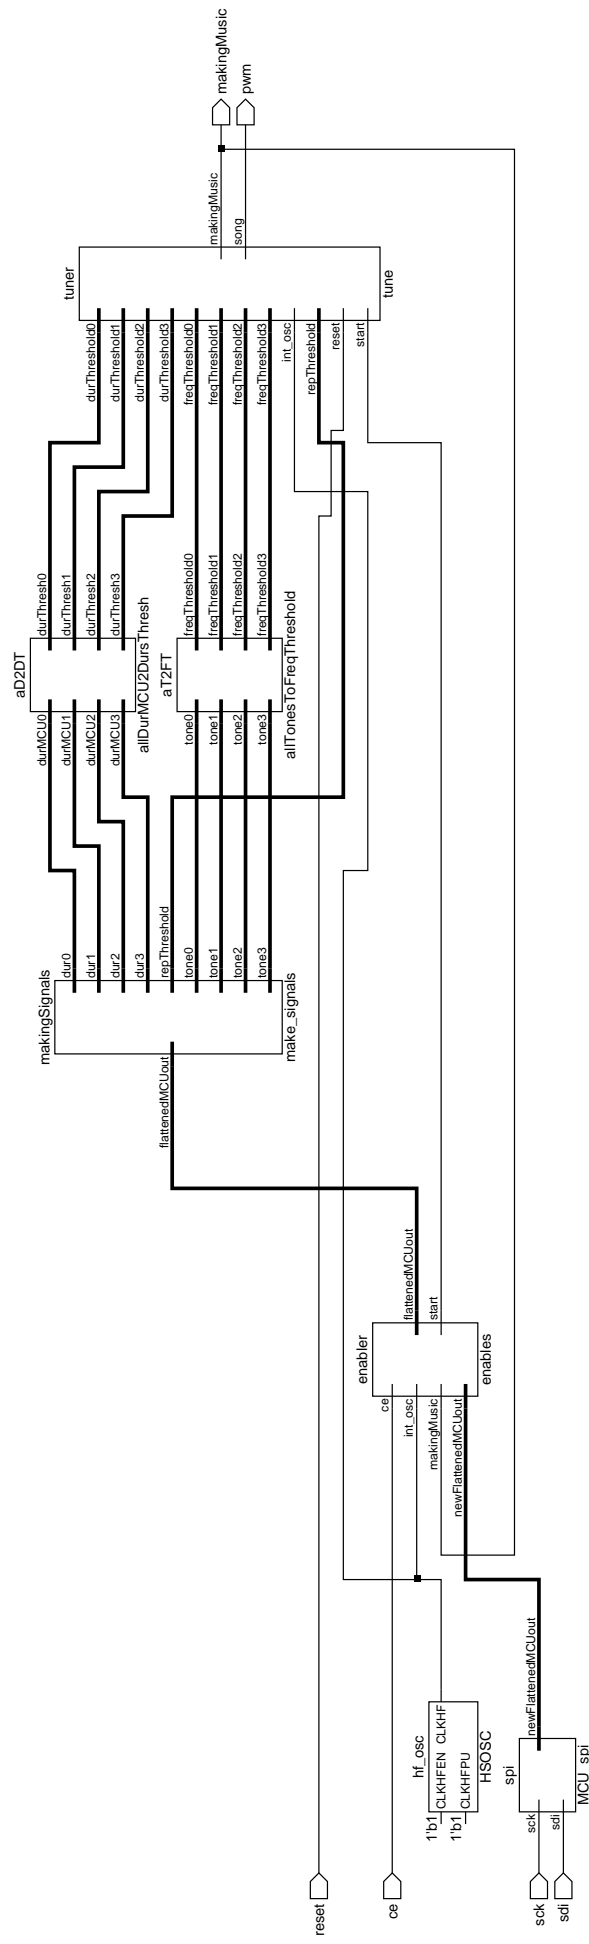 makingMusic
pwm
makingMusic
song
tuner
tune
durThreshold0
durThreshold1
durThreshold2
durThreshold3
freqThreshold0
freqThreshold1
freqThreshold2
freqThreshold3
int_osc
repThreshold
reset
start
durThresh0
durThresh1
durThresh2
durThresh3
freqThreshold0
freqThreshold1
freqThreshold2
freqThreshold3
aD2DT
allDurMCU2DursThresh
aT2FT
allTonesToFreqThreshold
durMCU0
durMCU1
durMCU2
durMCU3
tone0
tone1
tone2
tone3
dur0
dur1
dur2
dur3
repThreshold
tone0
tone1
tone2
tone3
makingSignals
make_signals
flattenedMCUout
flattenedMCUout
start
enabler
enables
ce
int_osc
makingMusic
newFlattenedMCUout
newFlattenedMCUout
hf_osc
CLKHFEN CLKHF
CLKHFPU
HSOSC
1'b1
1'b1
spi
MCU_spi
sck
sdi
reset
ce
sck
sdi